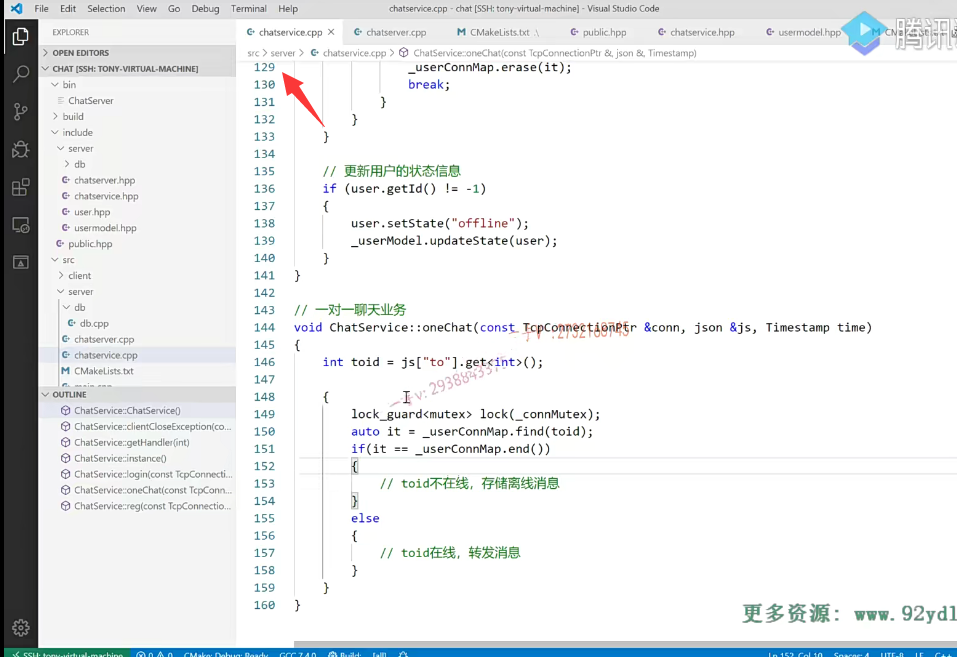 File Edit Selection View Go Debug Terminal Help
chatservice.cpp - chat [SSH: tony-virtual-machine] - Visual Studio Code
EXPLORER
OPEN EDITORS
CHAT [SSH: TONY-VIRTUAL-MACHINE]
bin
ChatServer
build
include
server
db
chatserver.hpp
chatservice.hpp
user.hpp
usermodel.hpp
public.hpp
src
client
server
db
db.cpp
chatserver.cpp
chatservice.cpp
CMakeLists.txt
main.cpp
OUTLINE
ChatService::ChatService()
ChatService::clientCloseException(co...
ChatService::getHandler(int)
ChatService::instance()
ChatService::login(const TcpConnecti...
ChatService::oneChat(const TcpConn...
ChatService::reg(const TcpConnectio...
chatservice.cpp chatserver.cpp CMakeLists.txt .\ public.hpp chatservice.hpp usermodel.hpp
腾讯
src > server > chatservice.cpp > ChatService::oneChat(const TcpConnectionPtr &, json &, Timestamp)
129 _userConnMap.erase(it);
130 break;
131 }
132 }
133 }
134
135 // 更新用户的状态信息
136 if (user.getId() != -1)
137 {
138 user.setState("offline");
139 _userModel.updateState(user);
140 }
141 }
142
143 // 一对一聊天业务
144 void ChatService::oneChat(const TcpConnectionPtr &conn, json &js, Timestamp time)
145 {
146 int toid = js["to"].get<int>();
147
148 {
149 lock_guard<mutex> lock(_connMutex);
150 auto it = _userConnMap.find(toid);
151 if(it == _userConnMap.end())
152 {
153 // toid不在线，存储离线消息
154 }
155 else
156 {
157 // toid在线，转发消息
158 }
159 }
160 }
更多资源: www.92yd1
SSH: tony-virtual-machine 0 0 CMake: Debug: Ready GCC 7.4.0 Build: [all] Ln 152, Col 10 Spaces: 4 UTF-8 LF C++